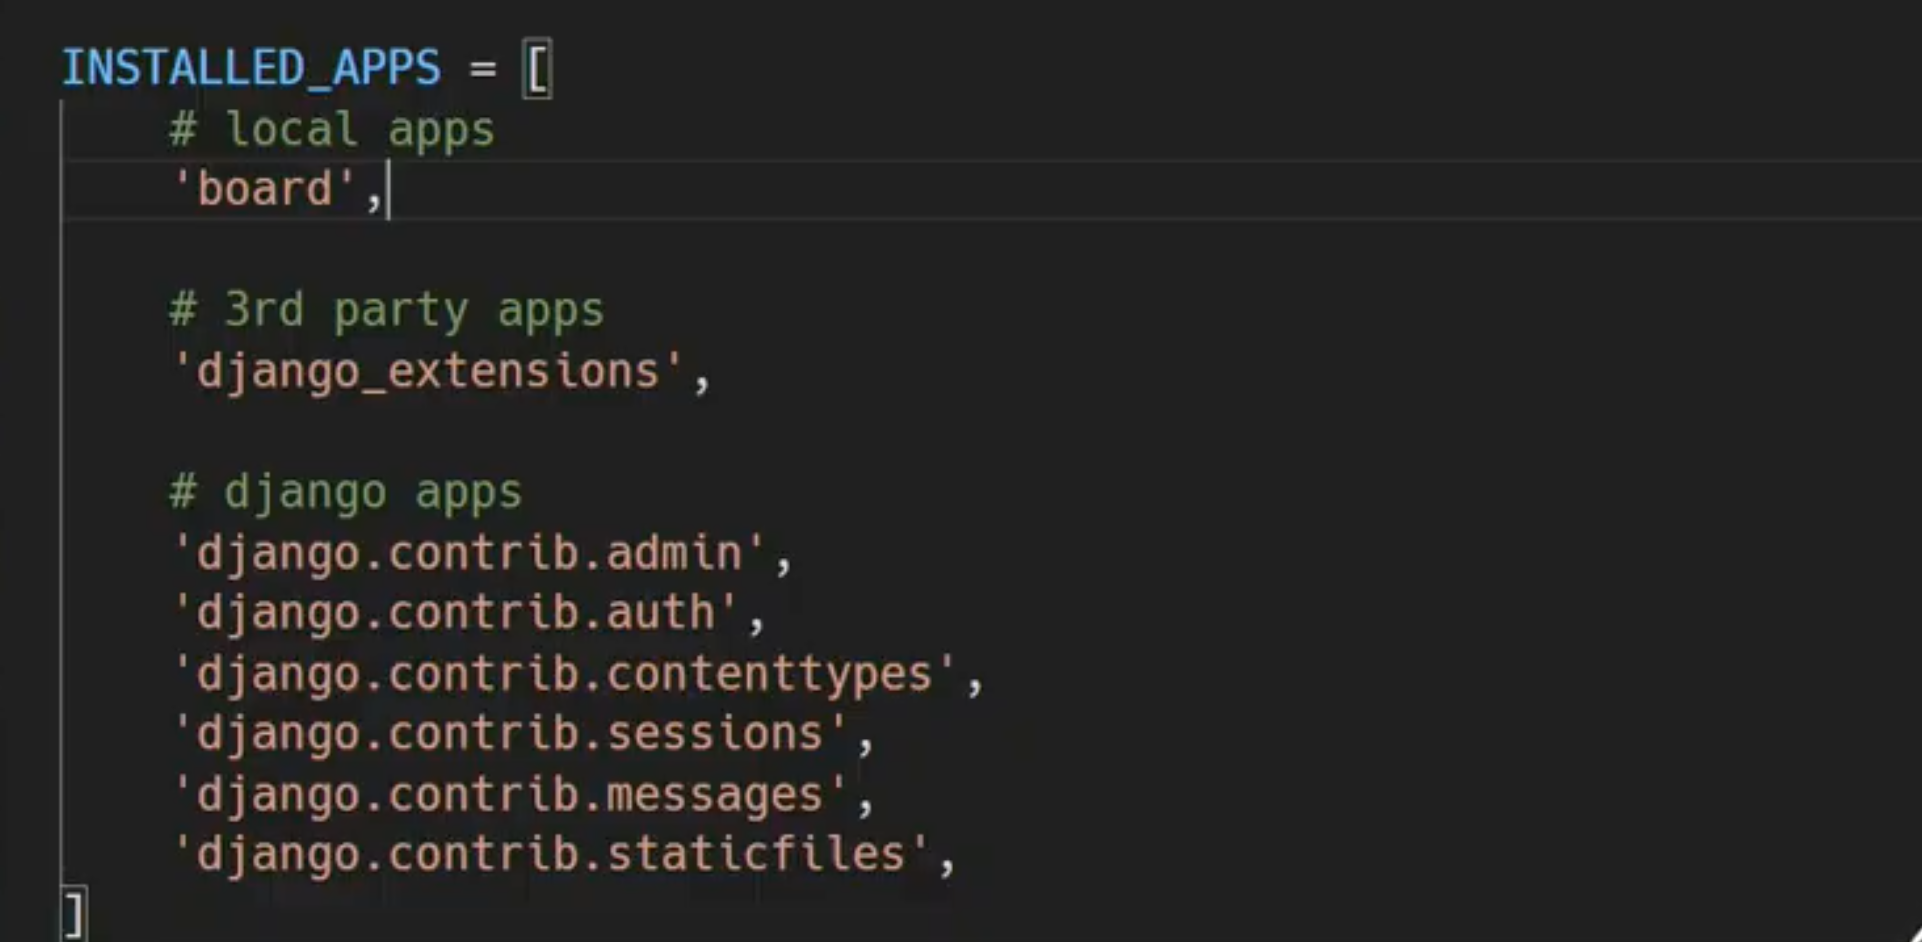 INSTALLED_APPS = [
    # local apps
    'board',

    # 3rd party apps
    'django_extensions',

    # django apps
    'django.contrib.admin',
    'django.contrib.auth',
    'django.contrib.contenttypes',
    'django.contrib.sessions',
    'django.contrib.messages',
    'django.contrib.staticfiles',
]